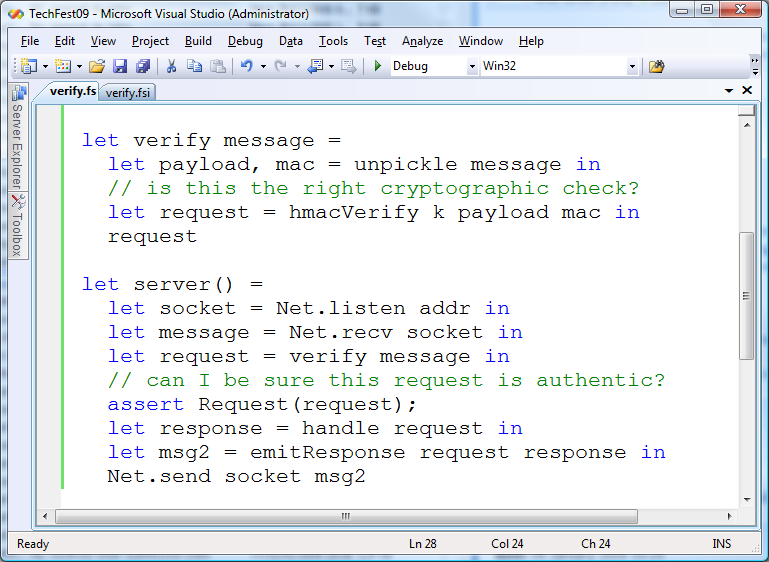 TechFest09 - Microsoft Visual Studio (Administrator)
File Edit View Project Build Debug Data Tools Test Analyze Window Help
Debug Win32
verify.fs verify.fsi
Server Explorer
Toolbox
let verify message =
let payload, mac = unpickle message in
// is this the right cryptographic check?
let request = hmacVerify k payload mac in
request
let server() =
let socket = Net.listen addr in
let message = Net.recv socket in
let request = verify message in
// can I be sure this request is authentic?
assert Request(request);
let response = handle request in
let msg2 = emitResponse request response in
Net.send socket msg2
Ready Ln 28 Col 24 Ch 24 INS